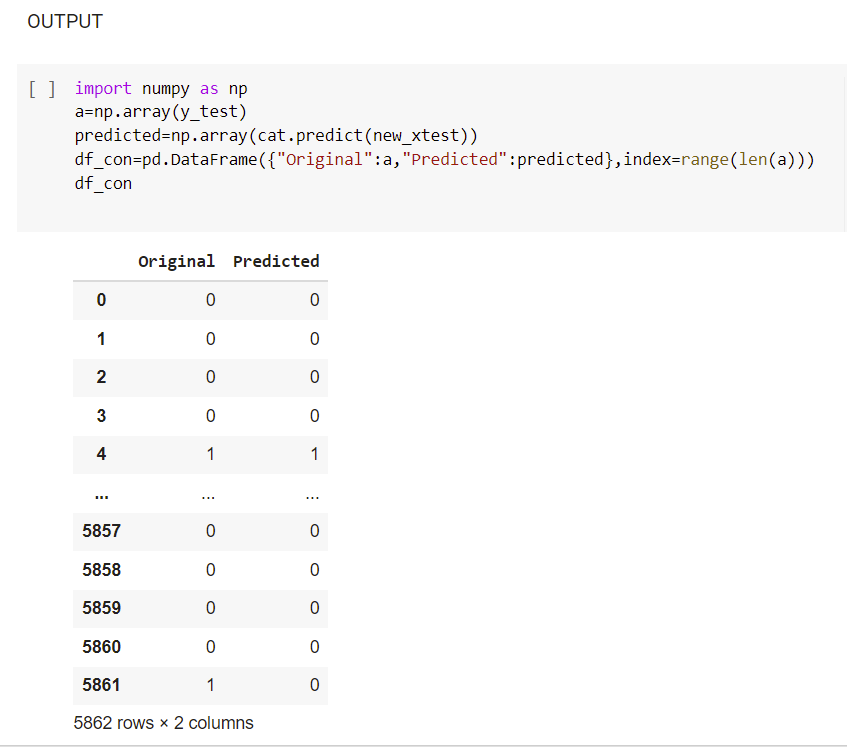 OUTPUT
[ ] import numpy as np
a=np.array(y_test)
predicted=np.array(cat.predict(new_xtest))
df_con=pd.DataFrame({"Original":a,"Predicted":predicted},index=range(len(a)))
df_con
Original Predicted
0 0 0
1 0 0
2 0 0
3 0 0
4 1 1
... ... ...
5857 0 0
5858 0 0
5859 0 0
5860 0 0
5861 1 0
5862 rows × 2 columns